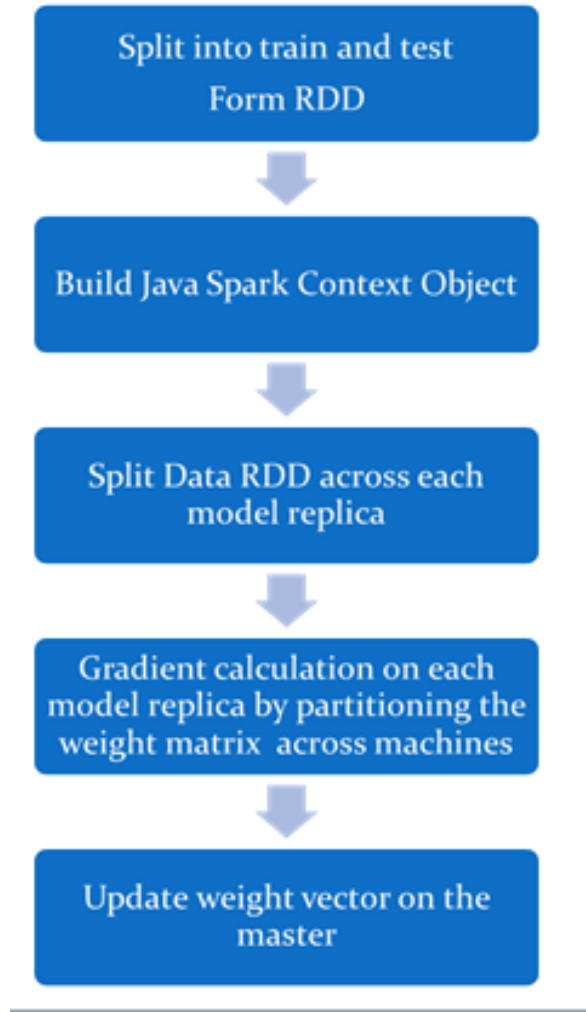 Split into train and test
Form RDD
Build Java Spark Context Object
Split Data RDD across each
model replica
Gradient calculation on each
model replica by partitioning the
weight matrix across machines
Update weight vector on the
master